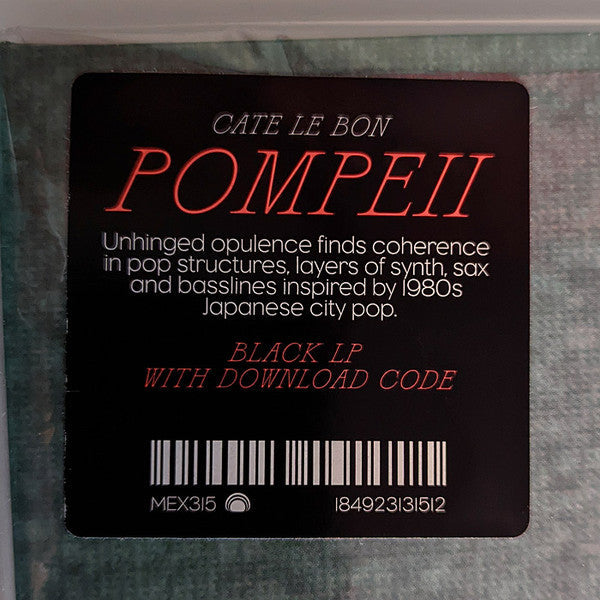 CATE LE BON
POMPEII
Unhinged opulence finds coherence
in pop structures, layers of synth, sax
and basslines inspired by 1980s
Japanese city pop.
BLACK LP
WITH DOWNLOAD CODE
MEX315 184923131512